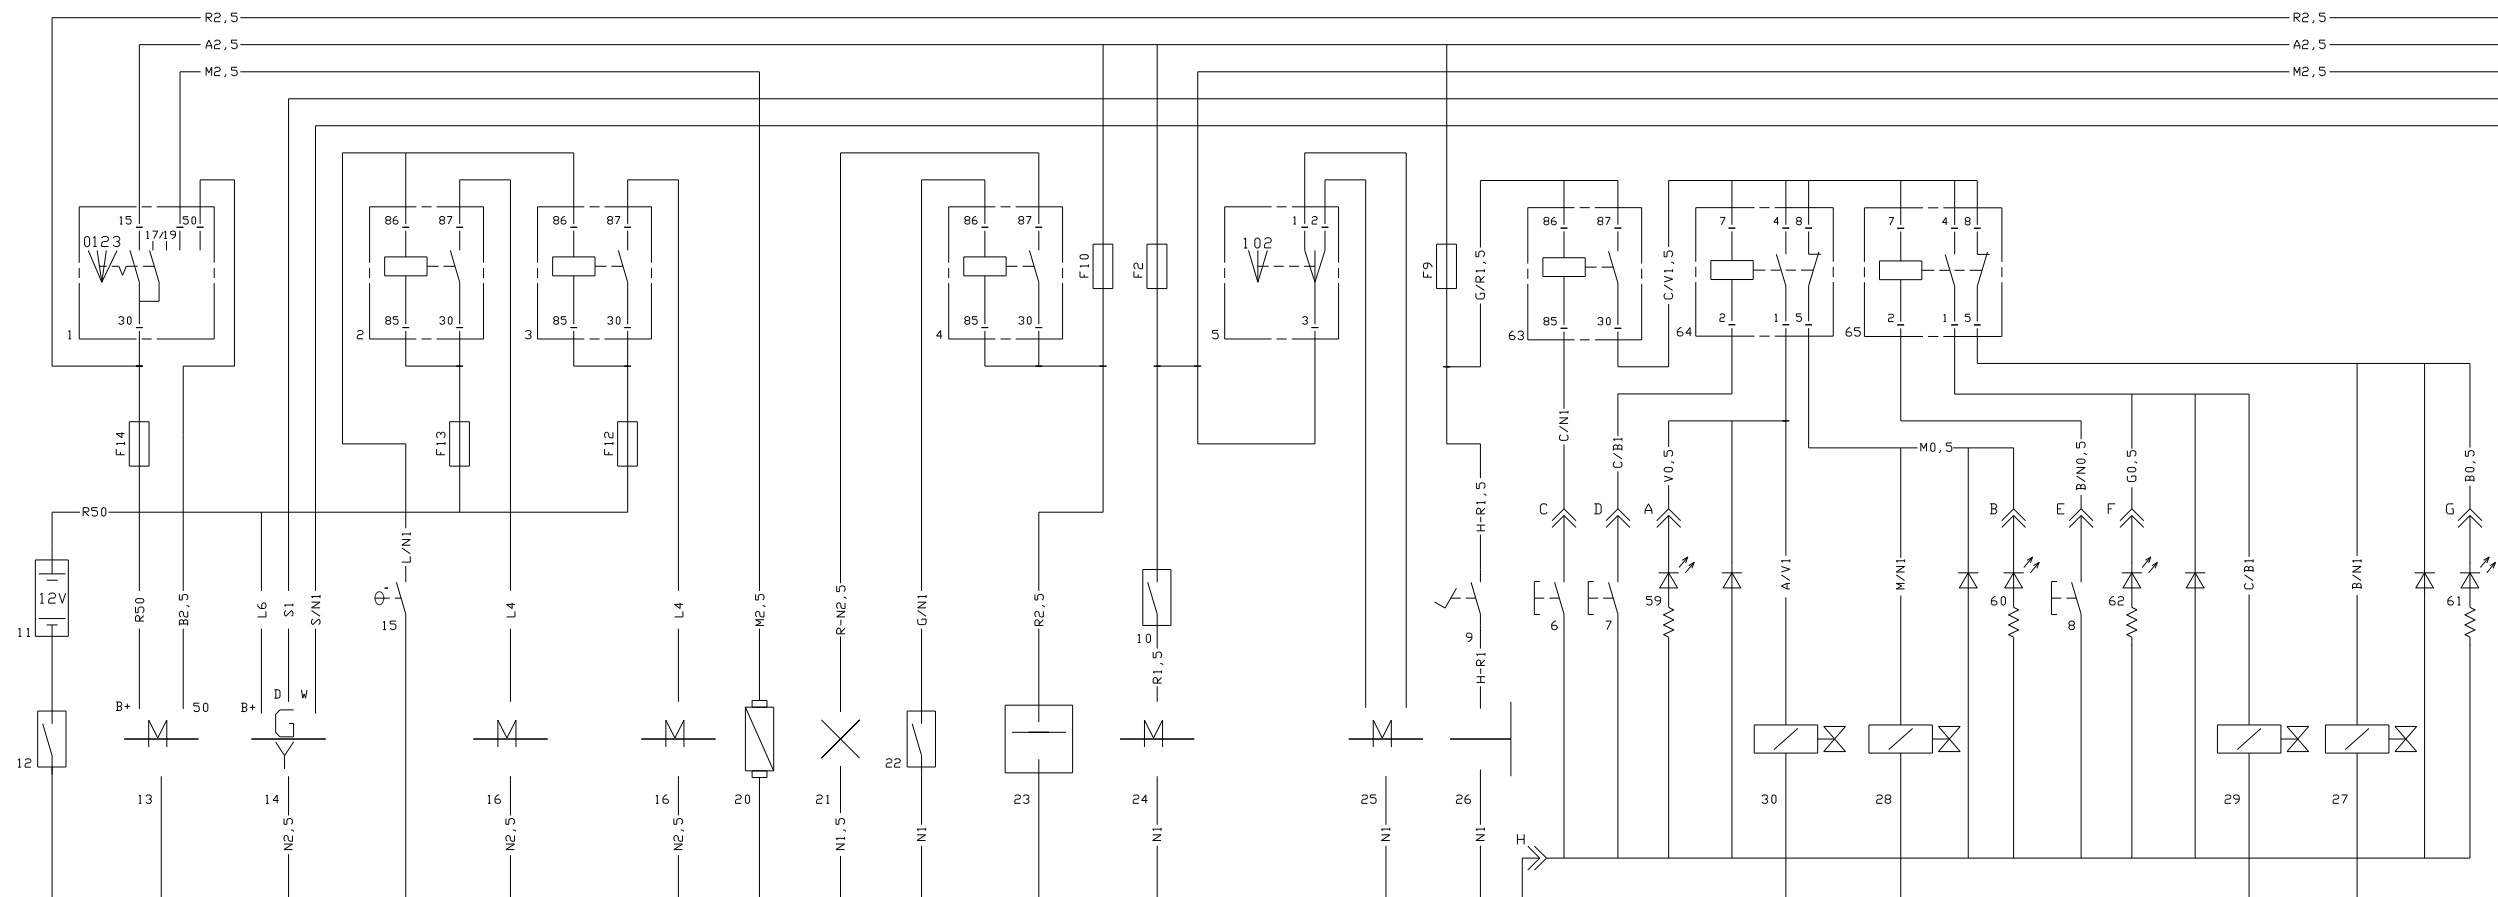 R2,5 R2,5
A2,5 A2,5
M2,5 M2,5
15 50 86 87 86 87 86 87 1 2 86 87 7 4 8 7 4 8
17/19
0123 102
F10 F2 F9 G/R1,5 C/V1,5
30 85 30 85 30 85 30 3 85 30 2 1 5 2 1 5
1 2 3 4 5 63 64 65
F14 F13 F12 C/N1 C/B1 V0,5 M0,5 B/N0,5 G0,5 B0,5
R50 H-R1,5 C D A B E F G
L/N1
12V R50 B2,5 L6 S1 S/N1 L4 L4 M2,5 R-N2,5 G/N1 R2,5 A/V1 M/N1 C/B1 B/N1
59 60 62 61
11 15 10 9 6 7 8
R1,5 H-R1
D W
B+ 50 B+
M G M M M M
12 22
13 14 16 16 20 21 23 24 25 26 30 28 29 27
N2,5 N2,5 N2,5 N1,5 N1 N1 N1 N1 H